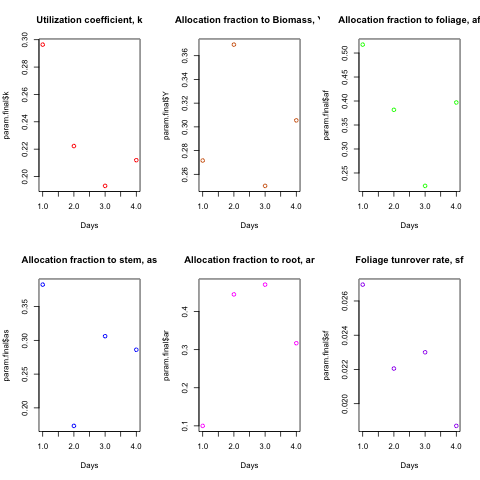 Utilization coefficient, k
param.final$k
0.20 0.22 0.24 0.26 0.28 0.30
1.0 2.0 3.0 4.0
Days
Allocation fraction to Biomass, Y
param.final$Y
0.26 0.28 0.30 0.32 0.34 0.36
1.0 2.0 3.0 4.0
Days
Allocation fraction to foliage, af
param.final$af
0.25 0.30 0.35 0.40 0.45 0.50
1.0 2.0 3.0 4.0
Days
Allocation fraction to stem, as
param.final$as
0.20 0.25 0.30 0.35
1.0 2.0 3.0 4.0
Days
Allocation fraction to root, ar
param.final$ar
0.1 0.2 0.3 0.4
1.0 2.0 3.0 4.0
Days
Foliage tunrover rate, sf
param.final$sf
0.020 0.022 0.024 0.026
1.0 2.0 3.0 4.0
Days